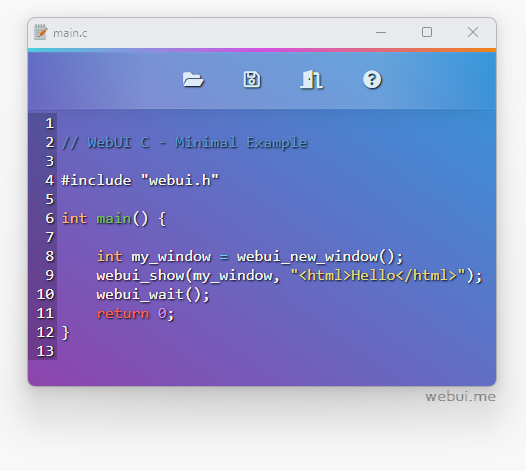 main.c
1
2 // WebUI C - Minimal Example
3
4 #include "webui.h"
5
6 int main() {
7
8     int my_window = webui_new_window();
9     webui_show(my_window, "<html>Hello</html>");
10     webui_wait();
11     return 0;
12 }
13
webui.me